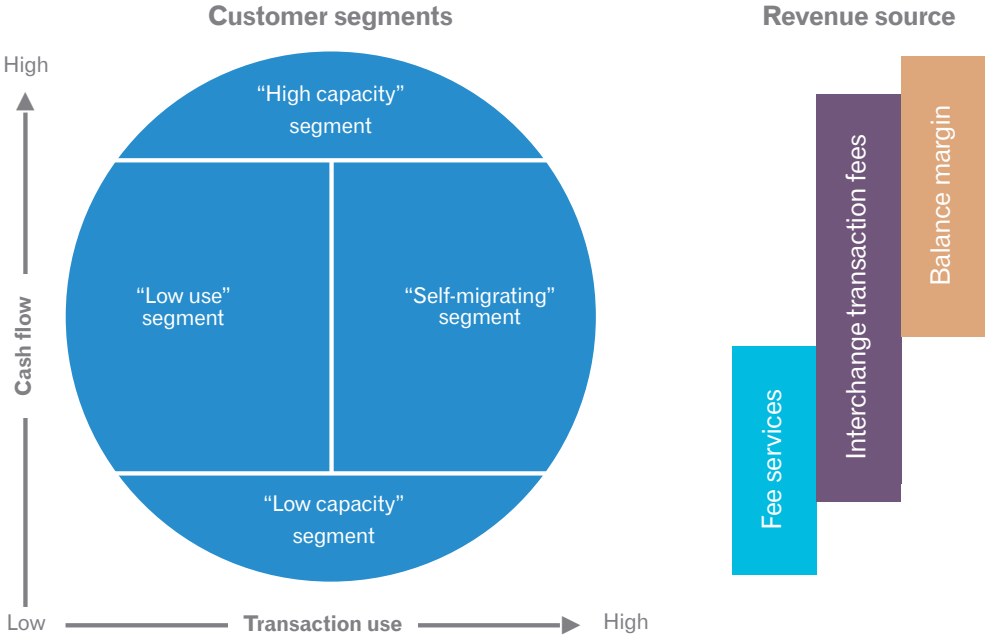 Customer segments
Revenue source
High
“High capacity”
segment
“Low use”
segment
“Self-migrating”
segment
“Low capacity”
segment
Cash flow
Low
Transaction use
High
Fee services
Interchange transaction fees
Balance margin